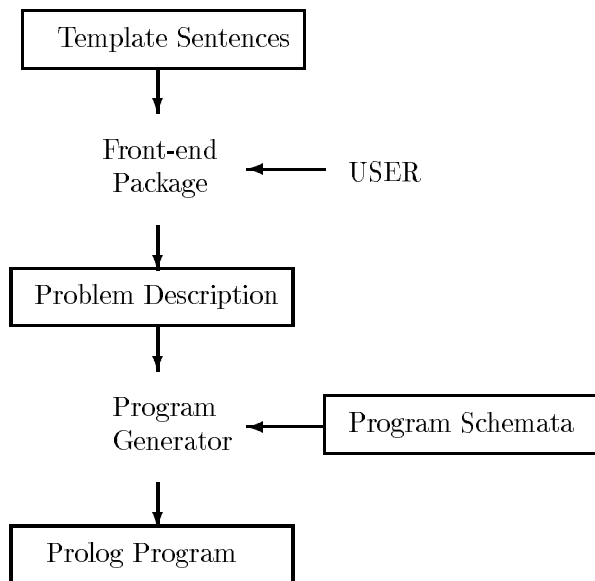 Template Sentences
Front-end
Package
USER
Problem Description
Program
Generator
Program Schemata
Prolog Program